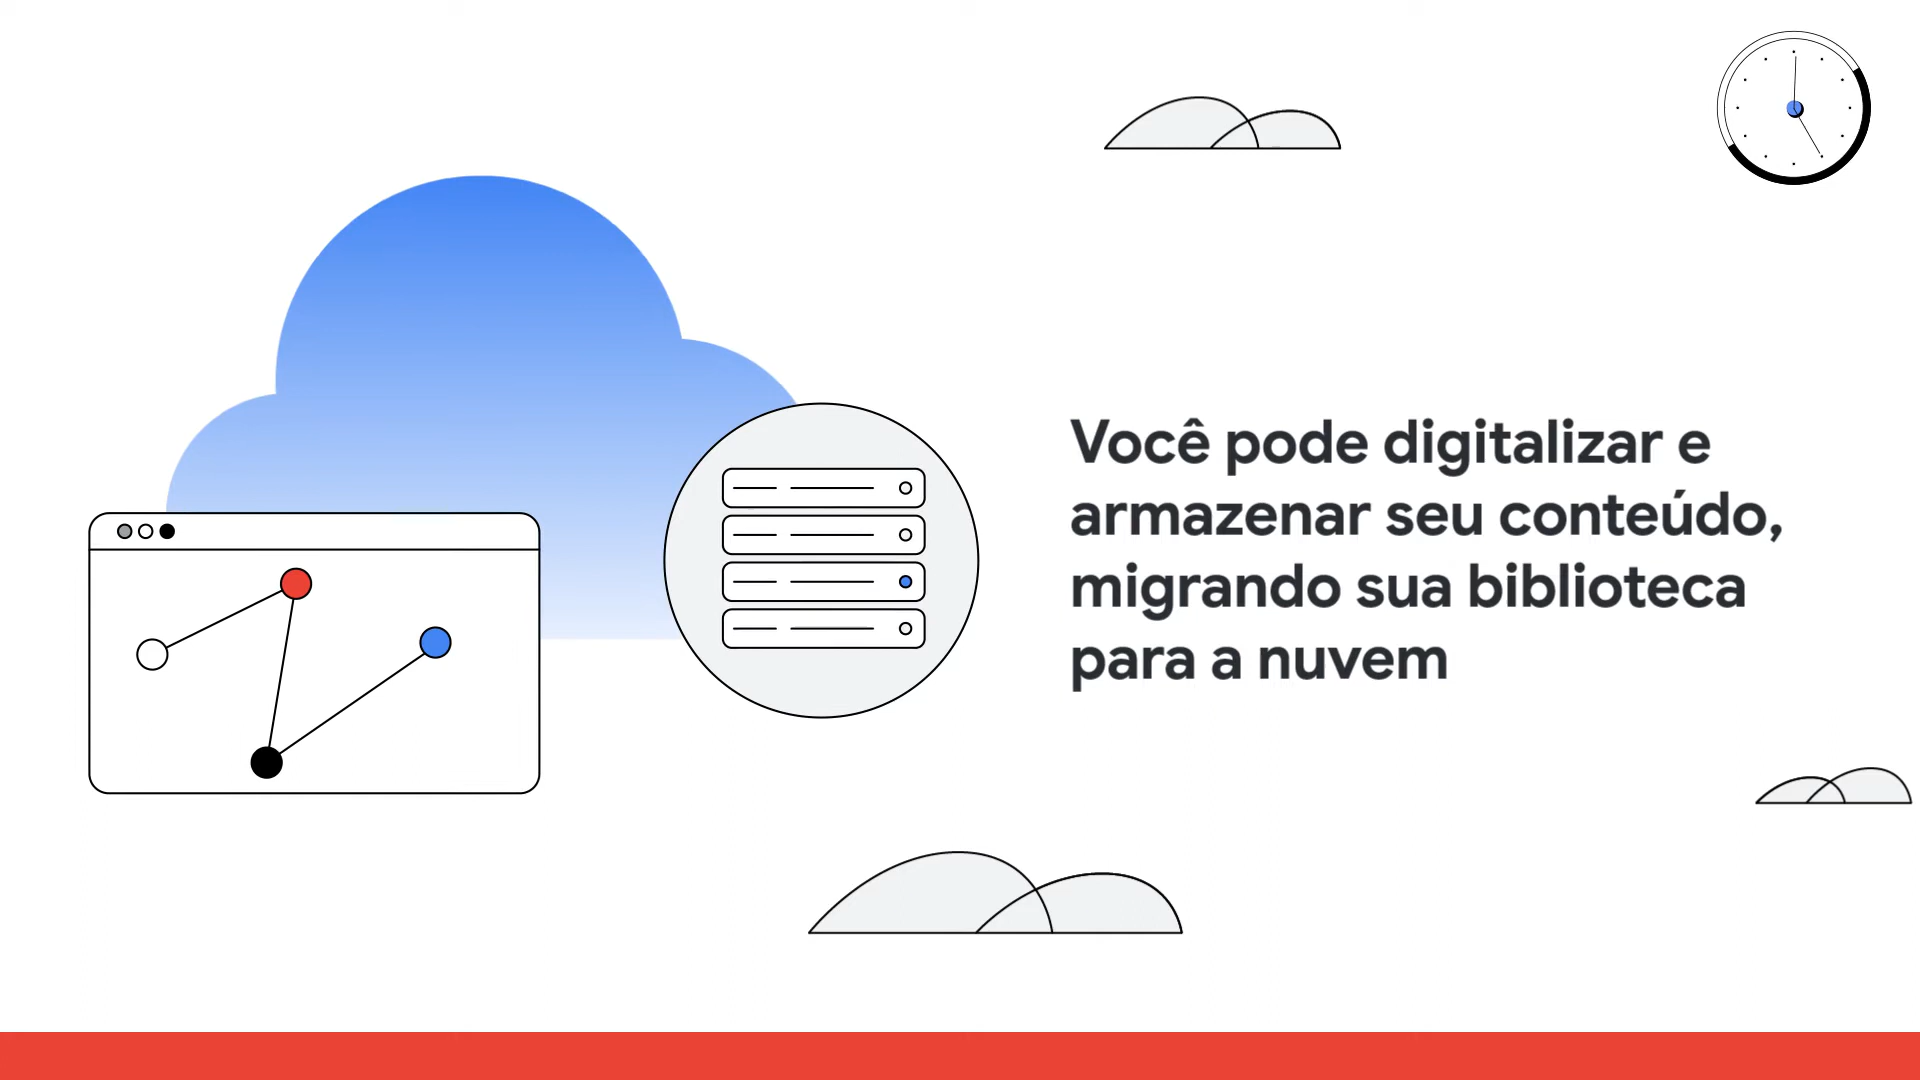 Você pode digitalizar e
armazenar seu conteúdo,
migrando sua biblioteca
para a nuvem